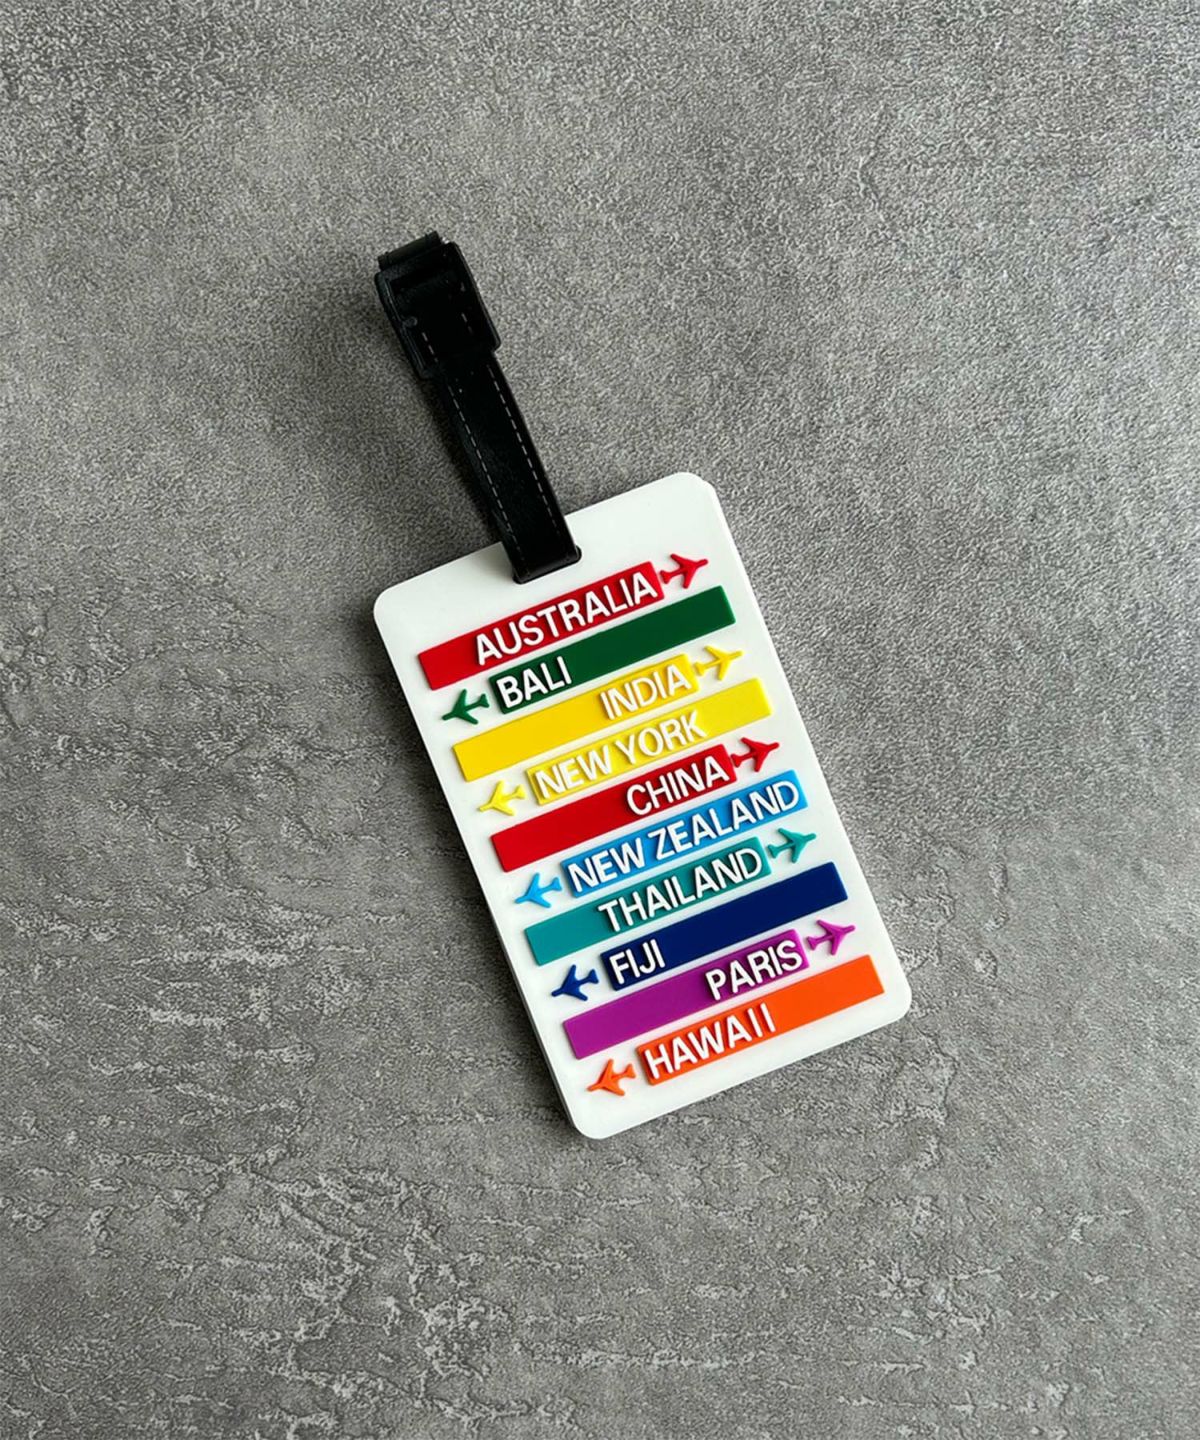 AUSTRALIA
BALI
INDIA
NEW YORK
CHINA
NEW ZEALAND
THAILAND
FIJI
PARIS
HAWAII